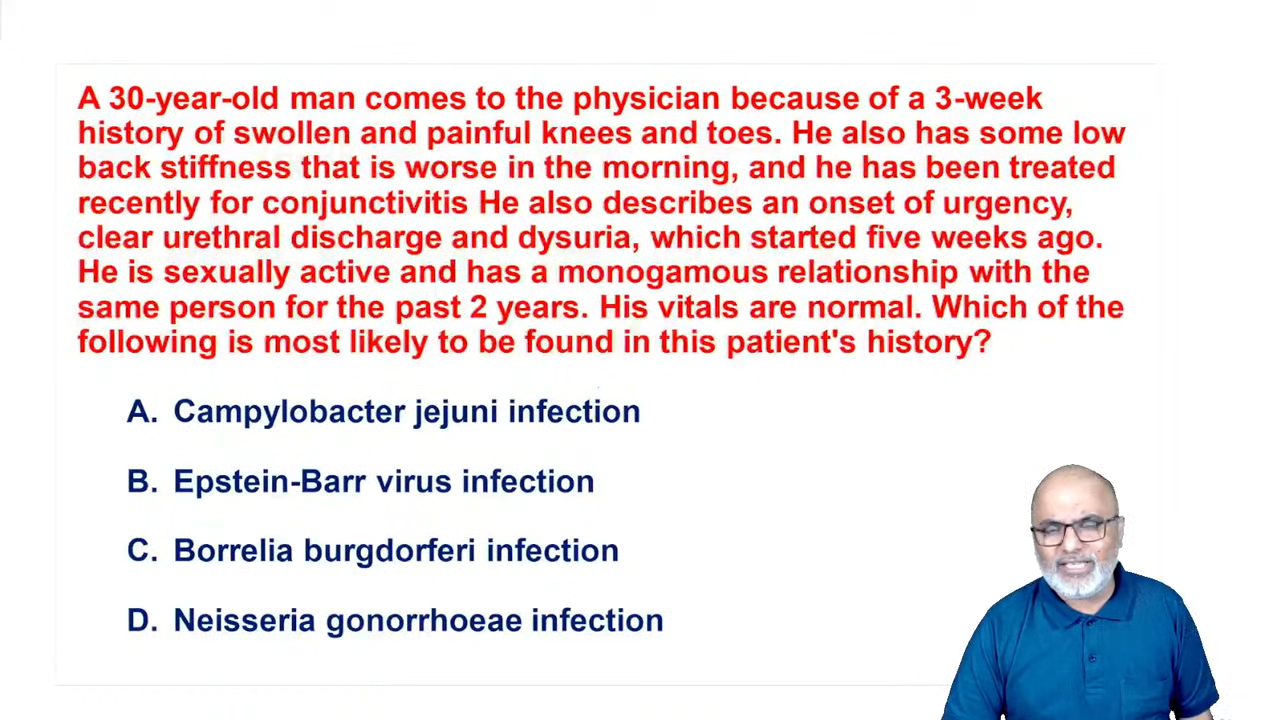 A 30-year-old man comes to the physician because of a 3-week
history of swollen and painful knees and toes. He also has some low
back stiffness that is worse in the morning, and he has been treated
recently for conjunctivitis He also describes an onset of urgency,
clear urethral discharge and dysuria, which started five weeks ago.
He is sexually active and has a monogamous relationship with the
same person for the past 2 years. His vitals are normal. Which of the
following is most likely to be found in this patient's history?
A. Campylobacter jejuni infection
B. Epstein-Barr virus infection
C. Borrelia burgdorferi infection
D. Neisseria gonorrhoeae infection